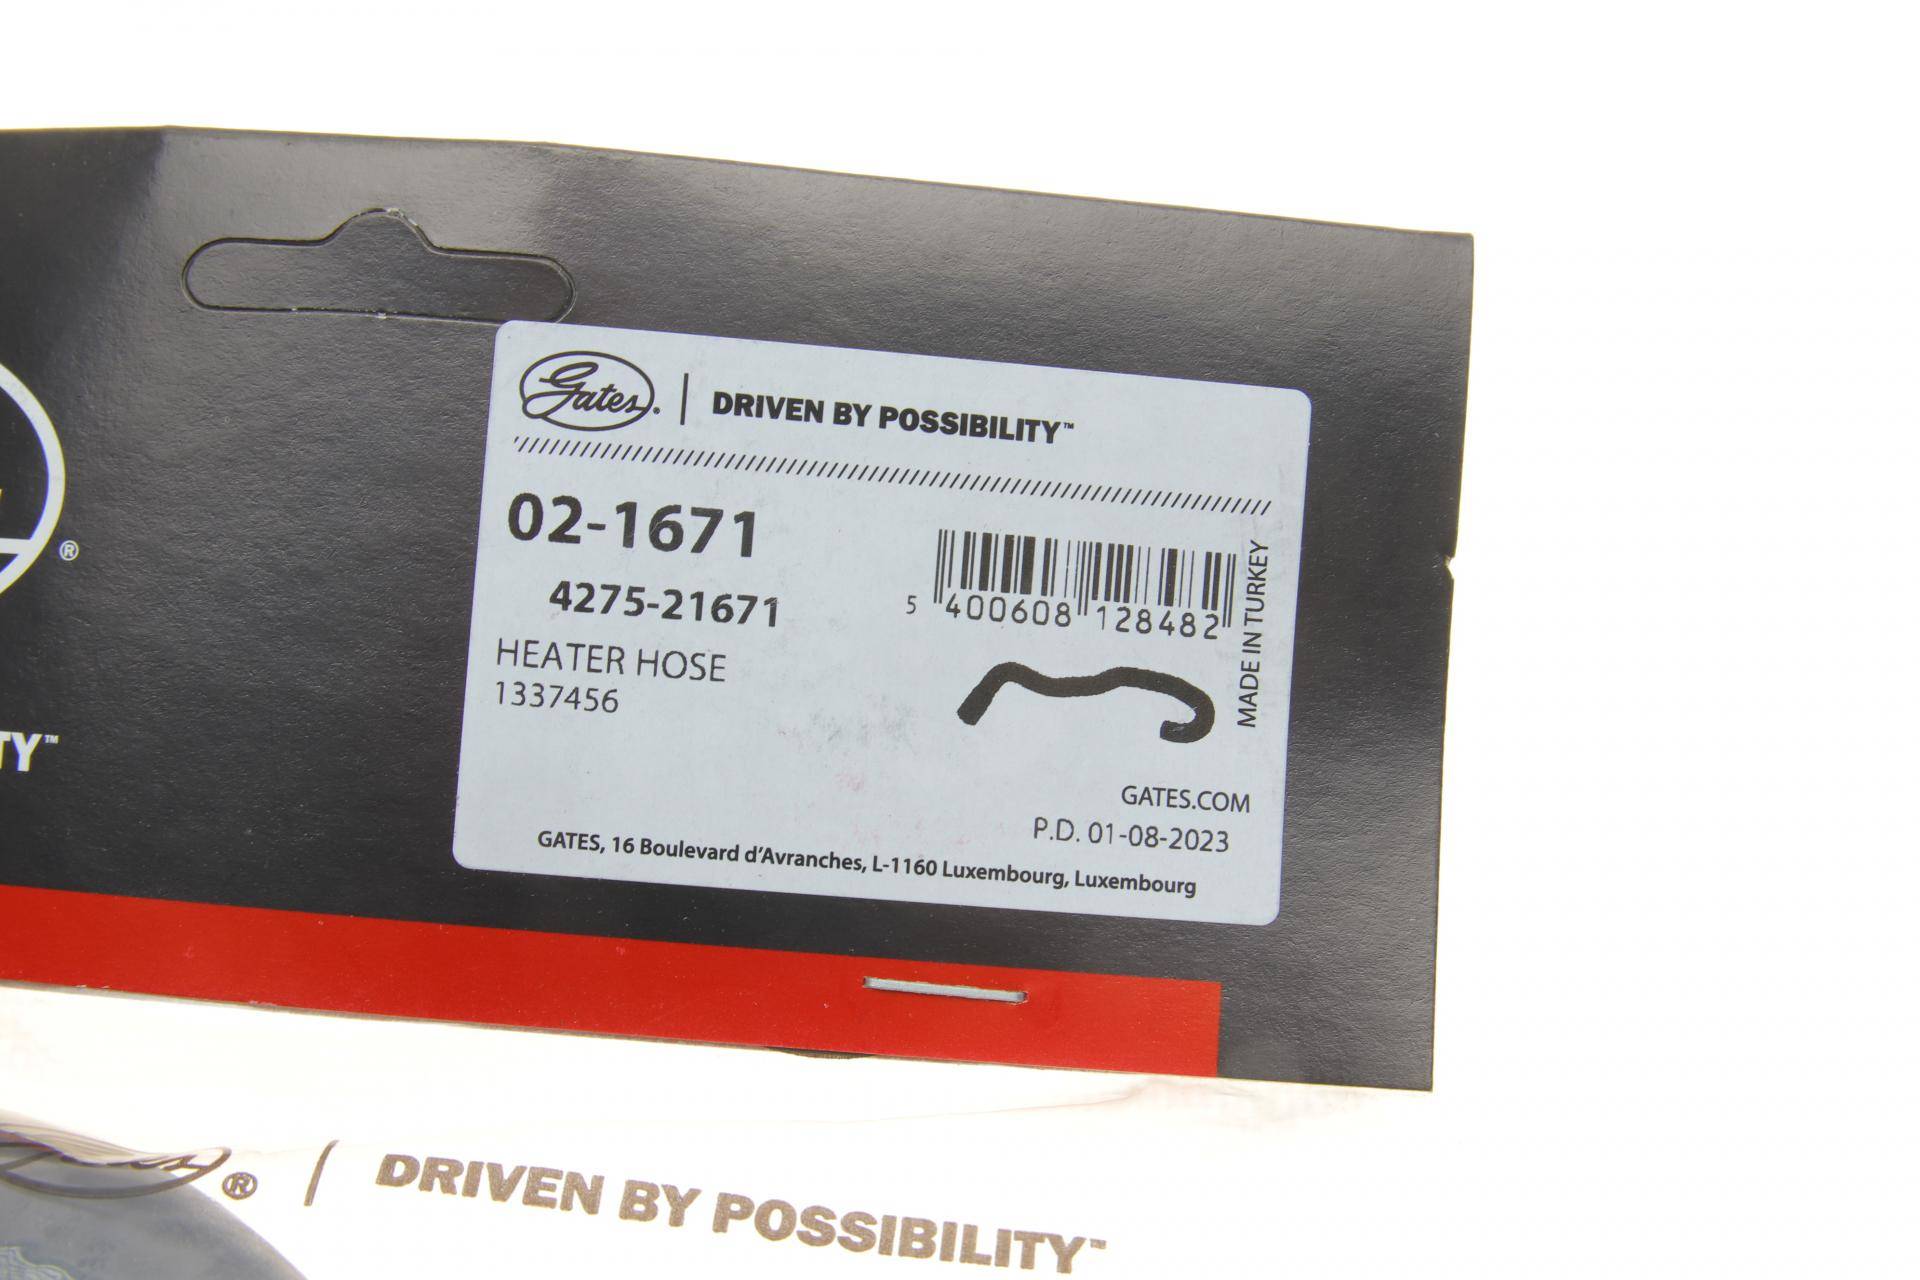 Gates® | DRIVEN BY POSSIBILITY™
02-1671
4275-21671
HEATER HOSE
1337456
5 400608 128482
MADE IN TURKEY
GATES.COM
P.D. 01-08-2023
GATES, 16 Boulevard d'Avranches, L-1160 Luxembourg, Luxembourg
®
TY™
Gates® / DRIVEN BY POSSIBILITY™